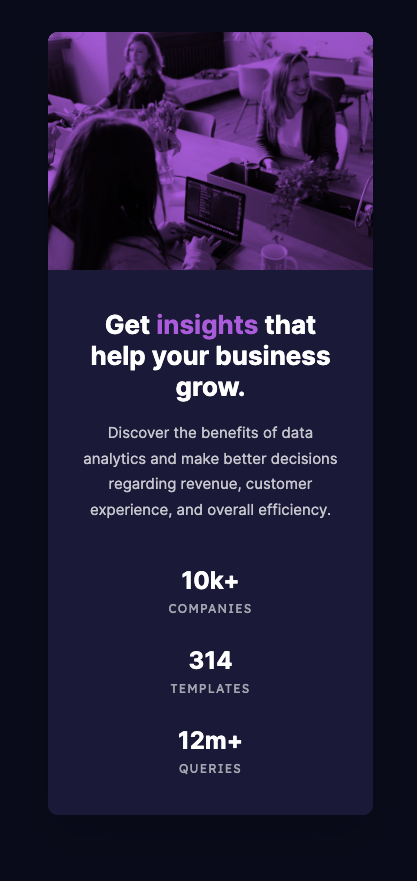 Get insights that
help your business
grow.
Discover the benefits of data
analytics and make better decisions
regarding revenue, customer
experience, and overall efficiency.
10k+
COMPANIES
314
TEMPLATES
12m+
QUERIES